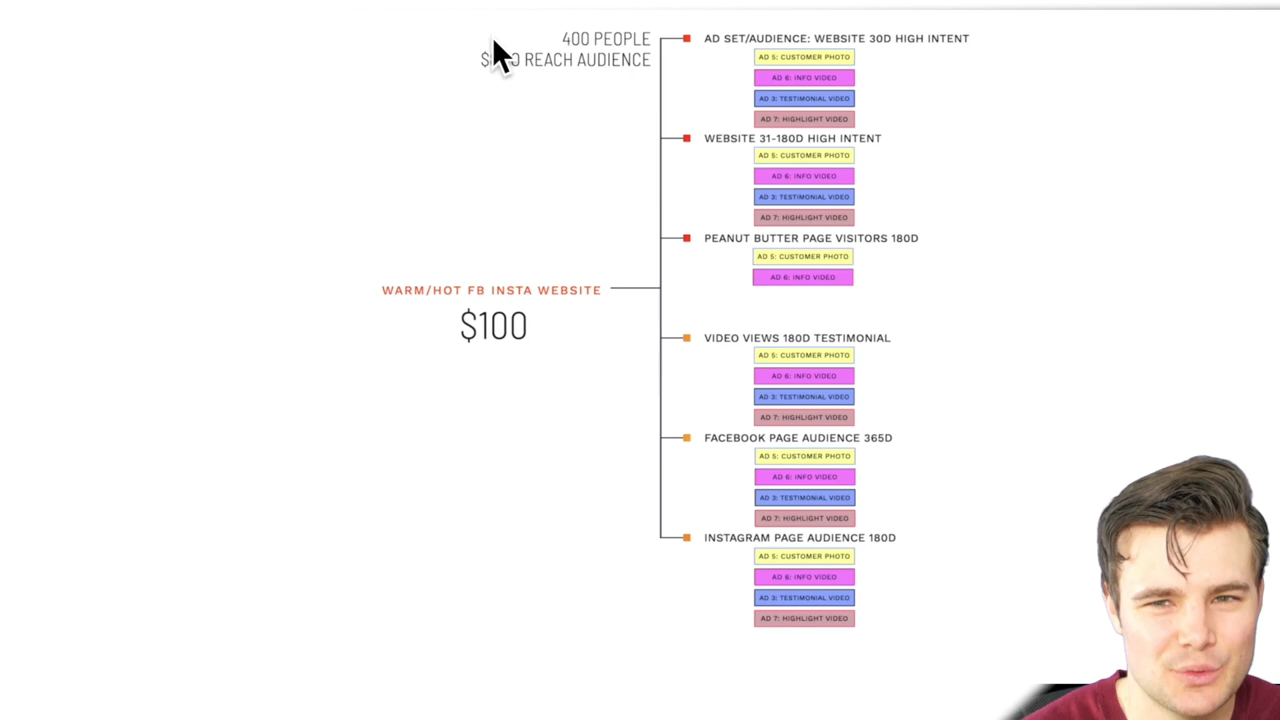 400 PEOPLE
REACH AUDIENCE
AD SET/AUDIENCE: WEBSITE 30D HIGH INTENT
AD 5: CUSTOMER PHOTO
AD 6: INFO VIDEO
AD 3: TESTIMONIAL VIDEO
AD 7: HIGHLIGHT VIDEO
WEBSITE 31-180D HIGH INTENT
AD 5: CUSTOMER PHOTO
AD 6: INFO VIDEO
AD 3: TESTIMONIAL VIDEO
AD 7: HIGHLIGHT VIDEO
PEANUT BUTTER PAGE VISITORS 180D
AD 5: CUSTOMER PHOTO
AD 6: INFO VIDEO
WARM/HOT FB INSTA WEBSITE
$100
VIDEO VIEWS 180D TESTIMONIAL
AD 5: CUSTOMER PHOTO
AD 6: INFO VIDEO
AD 3: TESTIMONIAL VIDEO
AD 7: HIGHLIGHT VIDEO
FACEBOOK PAGE AUDIENCE 365D
AD 5: CUSTOMER PHOTO
AD 6: INFO VIDEO
AD 3: TESTIMONIAL VIDEO
AD 7: HIGHLIGHT VIDEO
INSTAGRAM PAGE AUDIENCE 180D
AD 5: CUSTOMER PHOTO
AD 6: INFO VIDEO
AD 3: TESTIMONIAL VIDEO
AD 7: HIGHLIGHT VIDEO